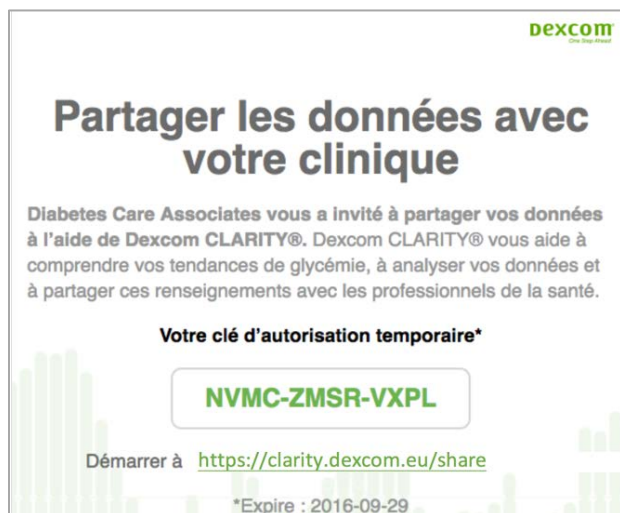 Dexcom
One Step Ahead
Partager les données avec
votre clinique
Diabetes Care Associates vous a invité à partager vos données
à l'aide de Dexcom CLARITY®. Dexcom CLARITY® vous aide à
comprendre vos tendances de glycémie, à analyser vos données et
à partager ces renseignements avec les professionnels de la santé.
Votre clé d'autorisation temporaire*
NVMC-ZMSR-VXPL
Démarrer à https://clarity.dexcom.eu/share
*Expire : 2016-09-29